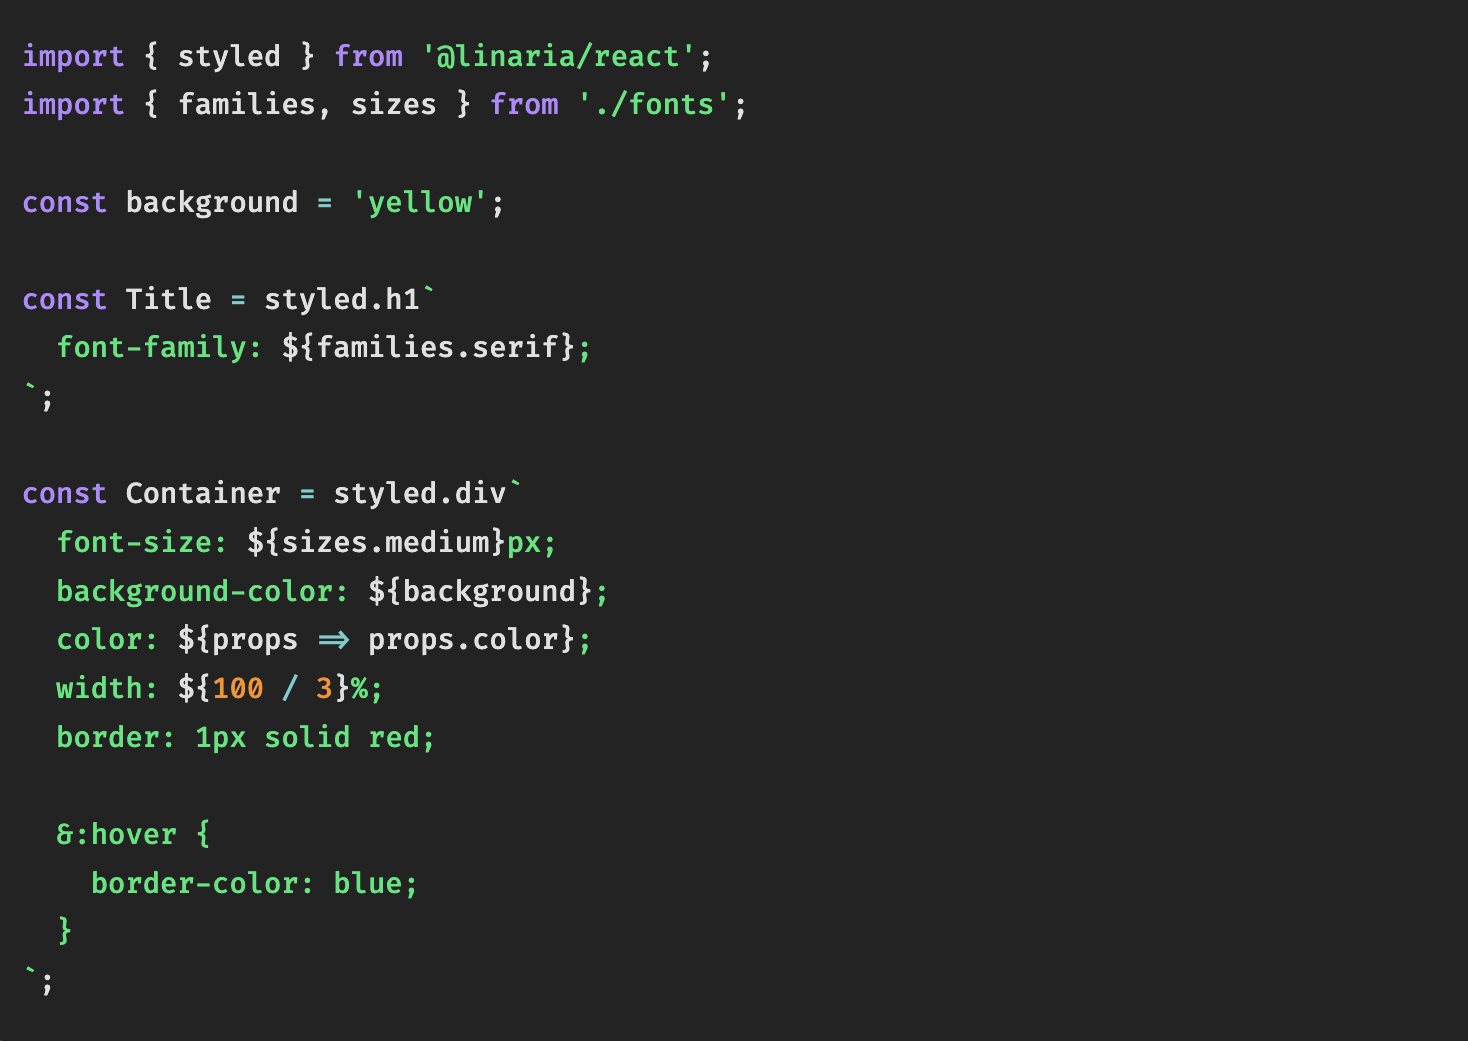 import { styled } from '@linaria/react';
import { families, sizes } from './fonts';

const background = 'yellow';

const Title = styled.h1`
  font-family: ${families.serif};
`;

const Container = styled.div`
  font-size: ${sizes.medium}px;
  background-color: ${background};
  color: ${props => props.color};
  width: ${100 / 3}%;
  border: 1px solid red;

  &:hover {
    border-color: blue;
  }
`;